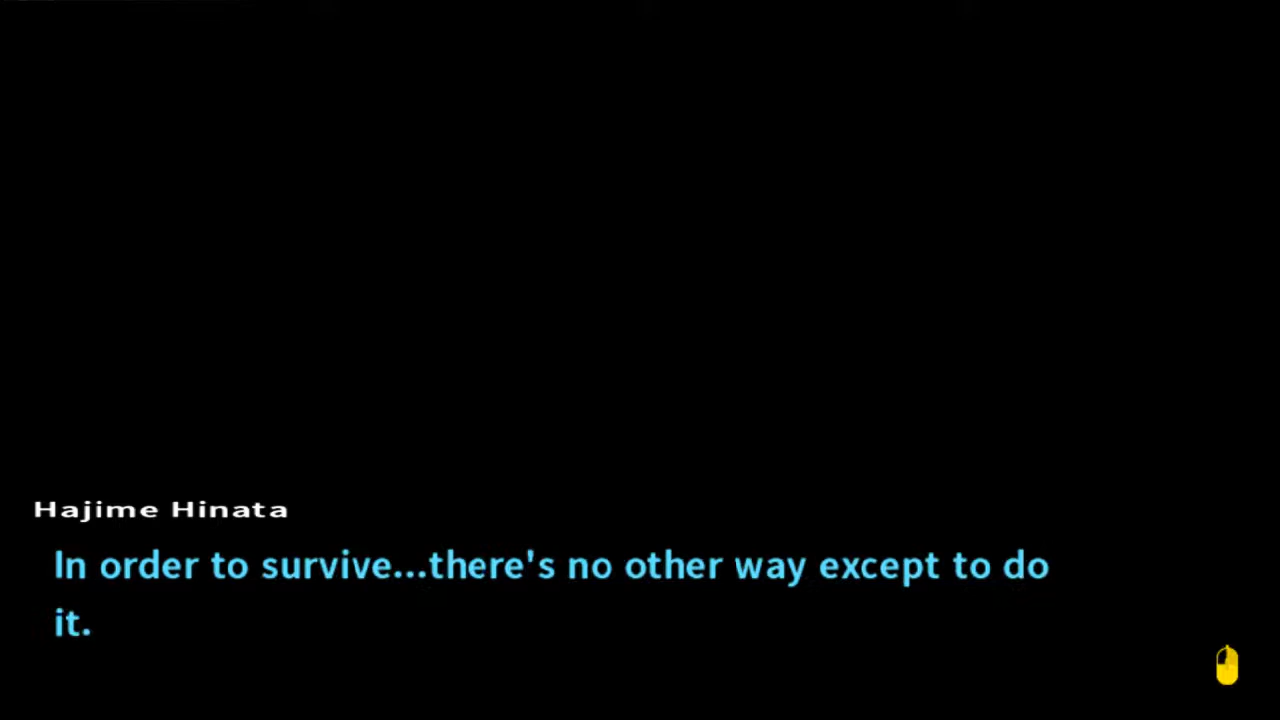 Hajime Hinata
In order to survive...there's no other way except to do
it.